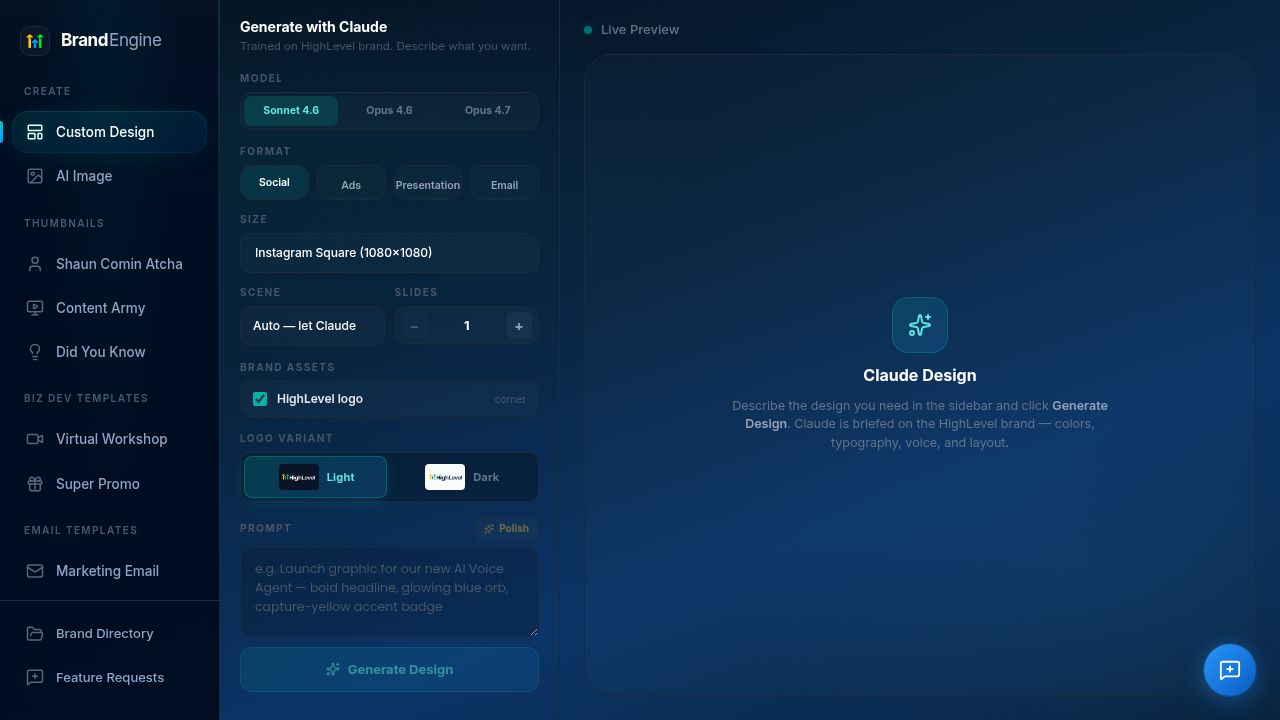 BrandEngine
CREATE
Custom Design
AI Image
THUMBNAILS
Shaun Comin Atcha
Content Army
Did You Know
BIZ DEV TEMPLATES
Virtual Workshop
Super Promo
EMAIL TEMPLATES
Marketing Email
Brand Directory
Feature Requests
Generate with Claude
Trained on HighLevel brand. Describe what you want.
MODEL
Sonnet 4.6 Opus 4.6 Opus 4.7
FORMAT
Social Ads Presentation Email
SIZE
Instagram Square (1080×1080)
SCENE SLIDES
Auto — let Claude − 1 +
BRAND ASSETS
HighLevel logo corner
LOGO VARIANT
HighLevel Light HighLevel Dark
PROMPT Polish
e.g. Launch graphic for our new AI Voice
Agent — bold headline, glowing blue orb,
capture-yellow accent badge
Generate Design
Live Preview
Claude Design
Describe the design you need in the sidebar and click Generate
Design. Claude is briefed on the HighLevel brand — colors,
typography, voice, and layout.